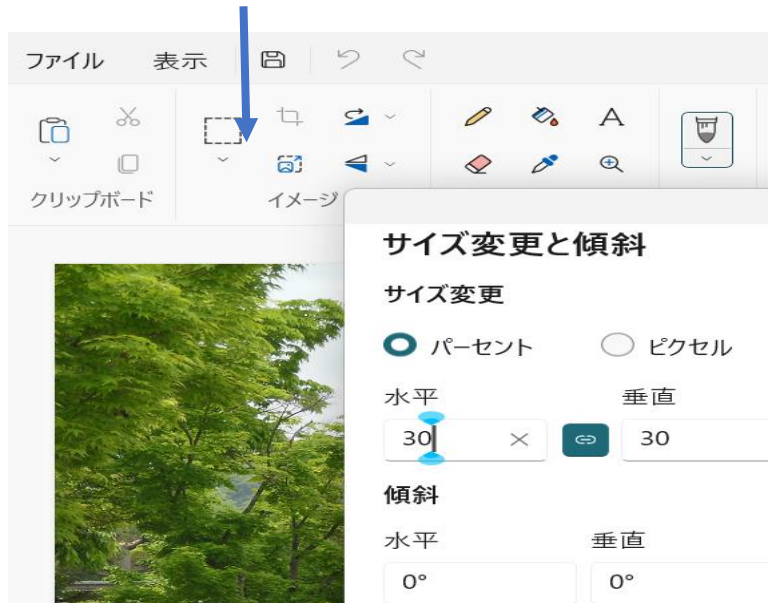 ファイル 表示
A
クリップボード イメージ
サイズ変更と傾斜
サイズ変更
パーセント ピクセル
水平 垂直
30 30
傾斜
水平 垂直
0° 0°